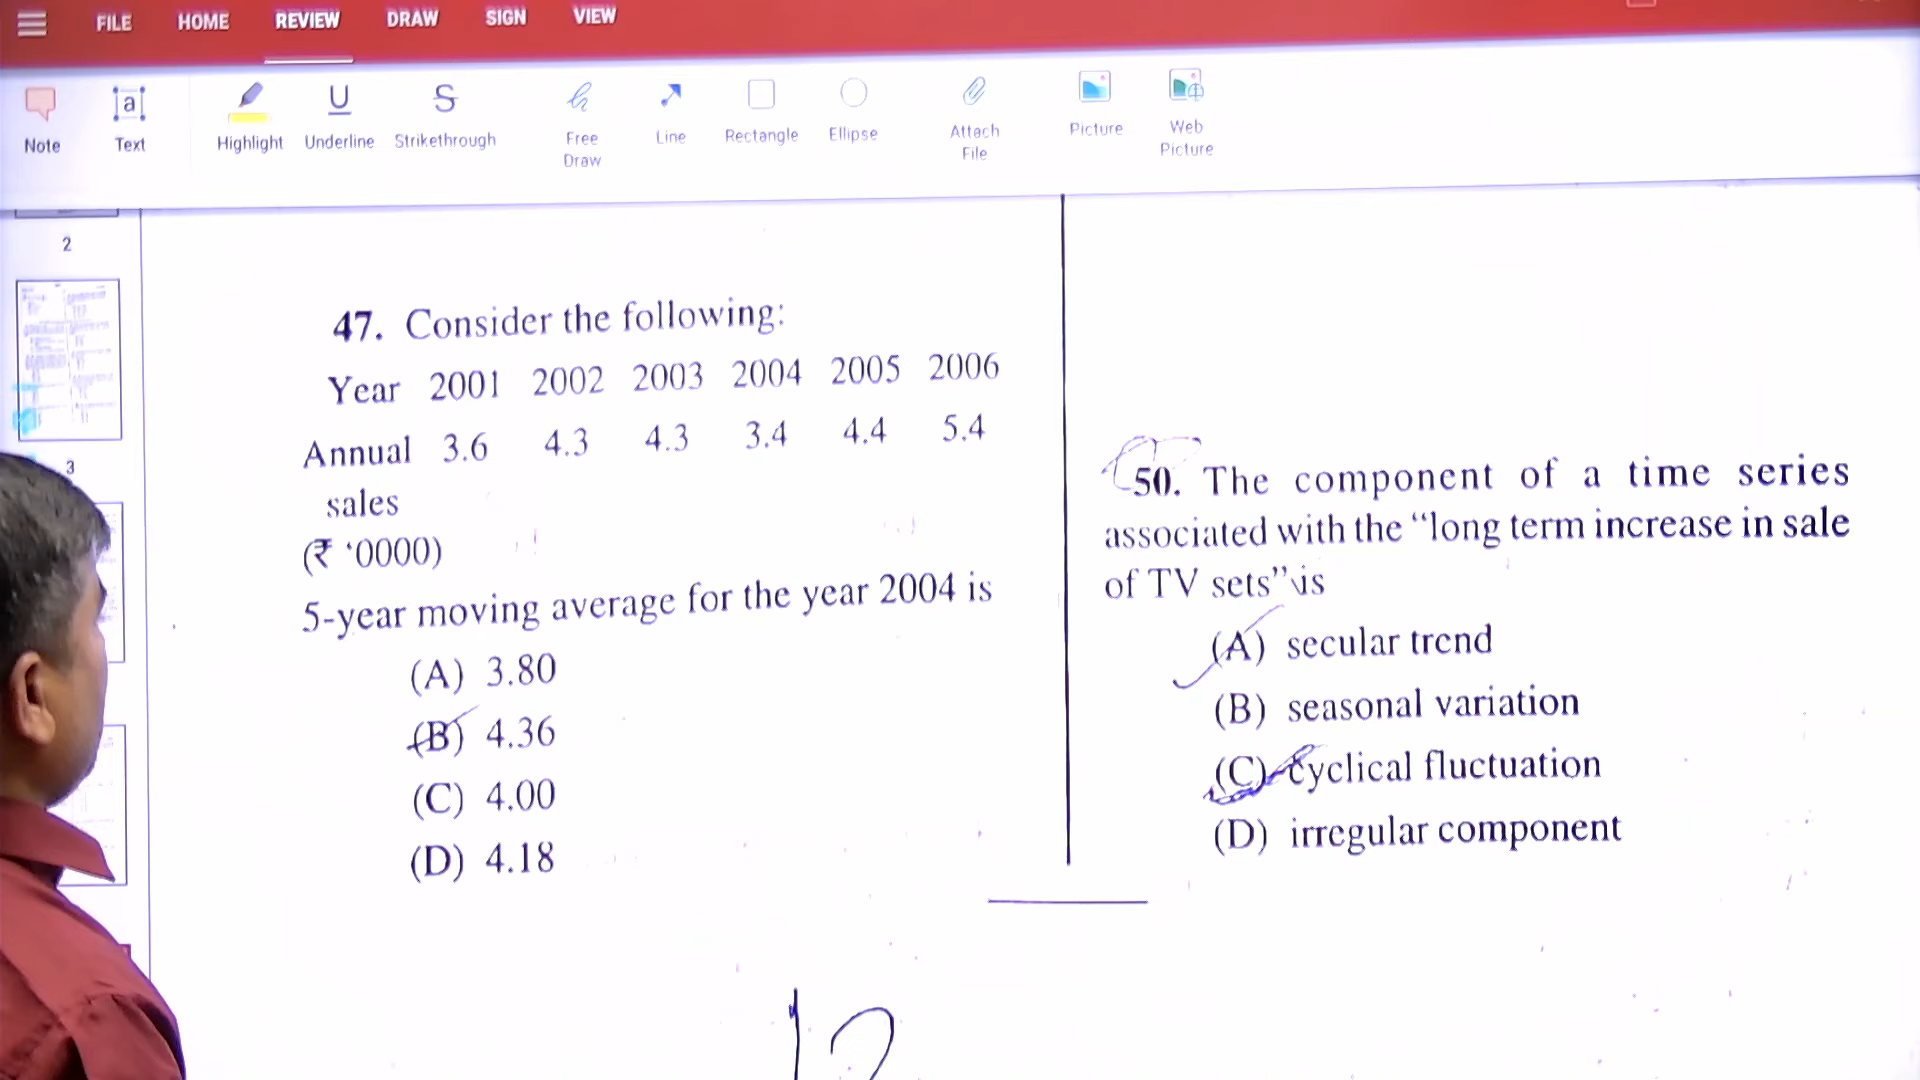 FILE HOME REVIEW DRAW SIGN VIEW
Note Text Highlight Underline Strikethrough Free Draw Line Rectangle Ellipse Attach File Picture Web Picture
2
3
47. Consider the following:
Year 2001 2002 2003 2004 2005 2006
Annual 3.6 4.3 4.3 3.4 4.4 5.4
sales
(₹ ‘0000)
5-year moving average for the year 2004 is
(A) 3.80
(B) 4.36
(C) 4.00
(D) 4.18
50. The component of a time series
associated with the “long term increase in sale
of TV sets” is
(A) secular trend
(B) seasonal variation
(C) cyclical fluctuation
(D) irregular component